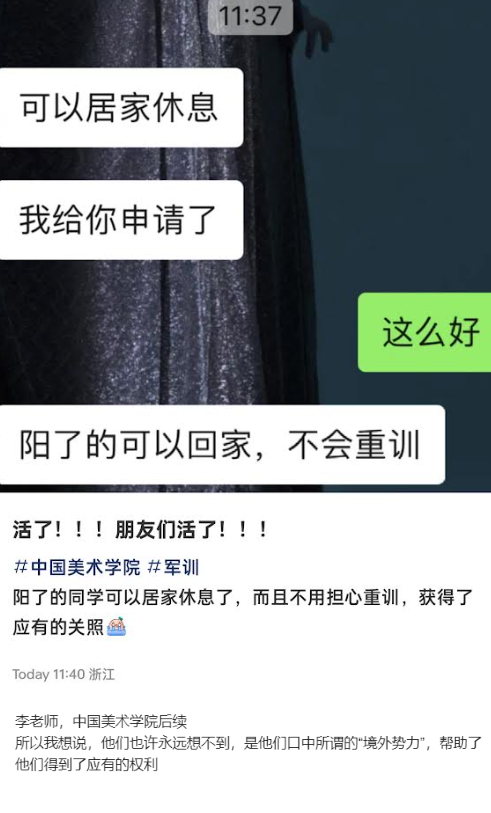 11:37
可以居家休息
我给你申请了
这么好
阳了的可以回家，不会重训
活了！！！朋友们活了！！！
#中国美术学院 #军训
阳了的同学可以居家休息了，而且不用担心重训，获得了
应有的关照
Today 11:40 浙江
李老师，中国美术学院后续
所以我想说，他们也许永远想不到，是他们口中所谓的“境外势力”，帮助了
他们得到了应有的权利